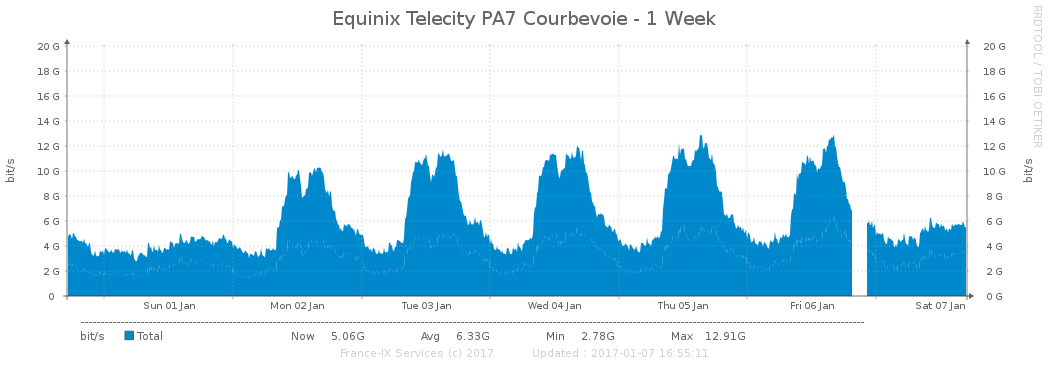 Equinix Telecity PA7 Courbevoie - 1 Week
RRDTOOL / TOBI OETIKER
bit/s
20 G 20 G
18 G 18 G
16 G 16 G
14 G 14 G
12 G 12 G
10 G 10 G
8 G 8 G
6 G 6 G
4 G 4 G
2 G 2 G
0 0 G
bit/s
Sun 01 Jan Mon 02 Jan Tue 03 Jan Wed 04 Jan Thu 05 Jan Fri 06 Jan Sat 07 Jan
bit/s Total Now 5.06G Avg 6.33G Min 2.78G Max 12.91G
France-IX Services (c) 2017 Updated : 2017-01-07 16:55:11